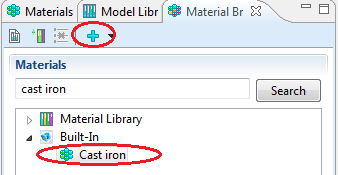 Materials Model Libr Material Br
Materials
cast iron Search
Material Library
Built-In
Cast iron